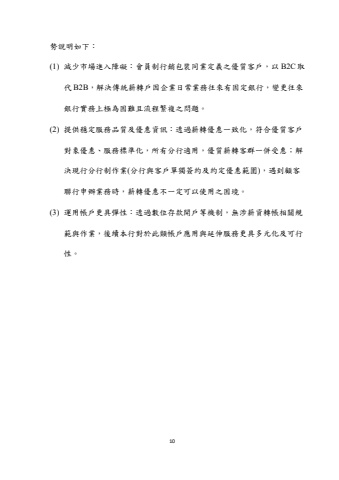 勢說明如下：
(1) 減少市場進入障礙：會員制行銷包裹同業定義之優質客戶，以 B2C 取
代 B2B，解決傳統薪轉戶因企業日常業務往來有固定銀行，變更往來
銀行實務上極為困難且流程繁複之問題。
(2) 提供穩定服務品質及優惠資訊：透過薪轉優惠一致化，符合優質客戶
對象優惠、服務標準化，所有分行適用，優質薪轉客群一併受惠；解
決現行分行制作業(分行與客戶單獨簽約及約定優惠範圍)，遇到顧客
聯行申辦業務時，薪轉優惠不一定可以使用之困境。
(3) 運用帳戶更具彈性：透過數位存款開戶等機制，無涉薪資轉帳相關規
範與作業，後續本行對於此類帳戶應用與延伸服務更具多元化及可行
性。
10